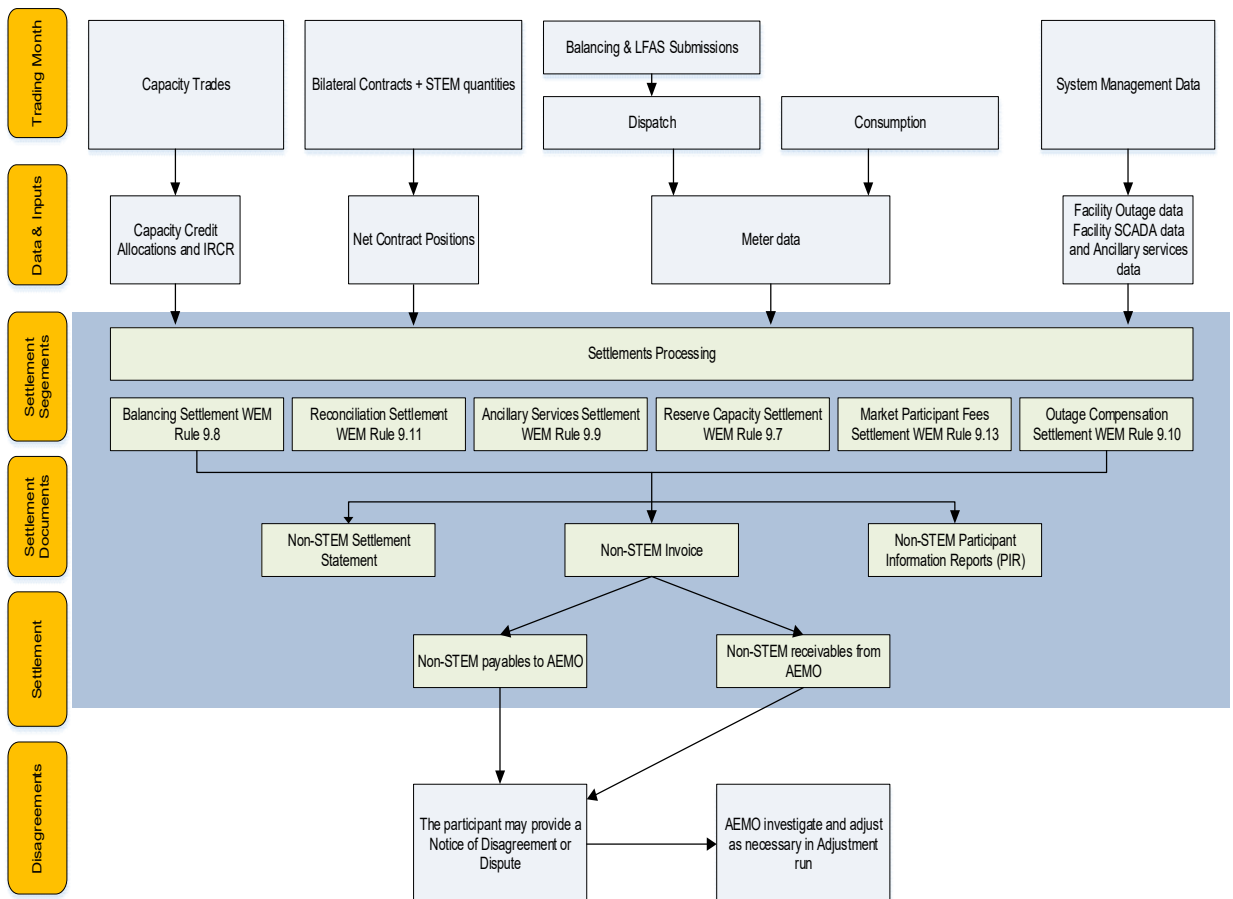 Trading Month
Capacity Trades
Bilateral Contracts + STEM quantities
Balancing & LFAS Submissions
Dispatch
Consumption
System Management Data
Data & Inputs
Capacity Credit
Allocations and IRCR
Net Contract Positions
Meter data
Facility Outage data
Facility SCADA data
and Ancillary services
data
Settlement
Segements
Settlements Processing
Balancing Settlement WEM
Rule 9.8
Reconciliation Settlement
WEM Rule 9.11
Ancillary Services Settlement
WEM Rule 9.9
Reserve Capacity Settlement
WEM Rule 9.7
Market Participant Fees
Settlement WEM Rule 9.13
Outage Compensation
Settlement WEM Rule 9.10
Settlement
Documents
Non-STEM Settlement
Statement
Non-STEM Invoice
Non-STEM Participant
Information Reports (PIR)
Settlement
Non-STEM payables to AEMO
Non-STEM receivables from
AEMO
Disagreements
The participant may provide a
Notice of Disagreement or
Dispute
AEMO investigate and adjust
as necessary in Adjustment
run